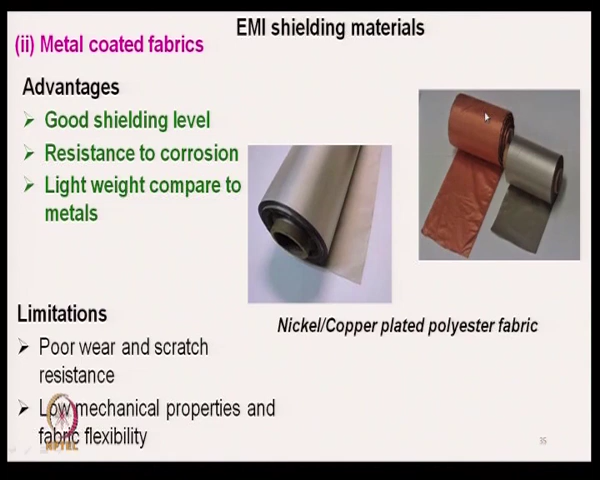 EMI shielding materials
(ii) Metal coated fabrics
Advantages
Good shielding level
Resistance to corrosion
Light weight compare to
metals
Nickel/Copper plated polyester fabric
Limitations
Poor wear and scratch
resistance
Low mechanical properties and
fabric flexibility
NPTEL
35